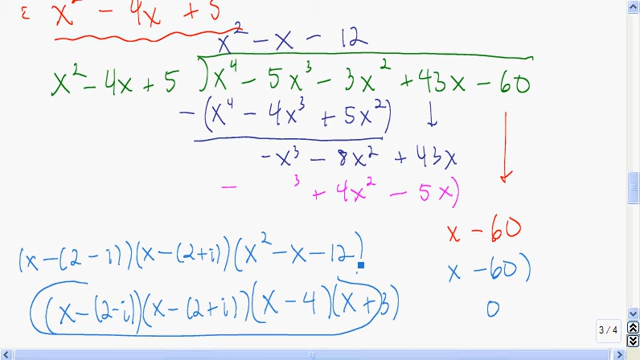 x² - 4x + 5
x² - x - 12
x² - 4x + 5 ) x⁴ - 5x³ - 3x² + 43x - 60
- (x⁴ - 4x³ + 5x²)
-x³ - 8x² + 43x
- ³ + 4x² - 5x)
x - 60
(x-(2-i))(x-(2+i))(x²-x-12) x - 60)
(x-(2-i))(x-(2+i))(x-4)(x+3) 0
3 / 4